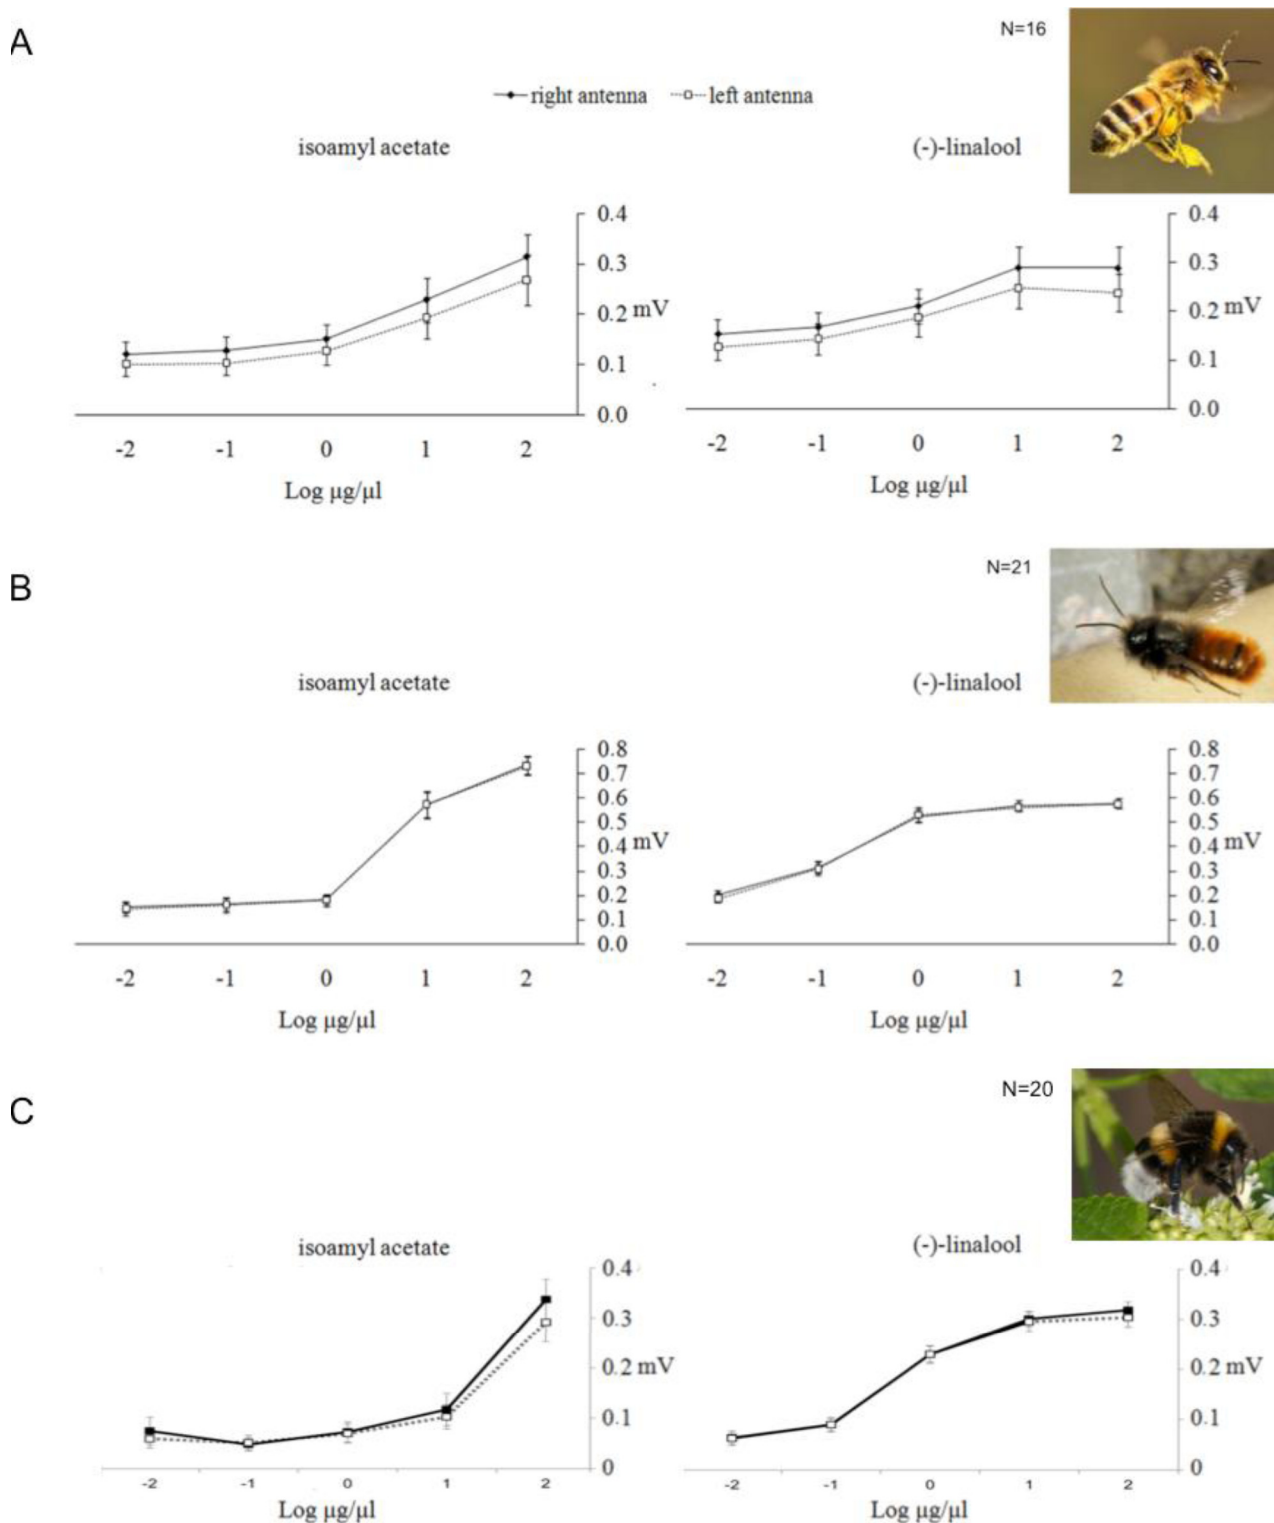 A
N=16
right antenna left antenna
isoamyl acetate (-)-linalool
0.4 0.4
0.3 0.3
0.2 mV 0.2 mV
0.1 0.1
0.0 0.0
-2 -1 0 1 2 -2 -1 0 1 2
Log µg/µl Log µg/µl
B
N=21
isoamyl acetate (-)-linalool
0.8 0.8
0.7 0.7
0.6 0.6
0.5 0.5
0.4 mV 0.4 mV
0.3 0.3
0.2 0.2
0.1 0.1
0.0 0.0
-2 -1 0 1 2 -2 -1 0 1 2
Log µg/µl Log µg/µl
C
N=20
isoamyl acetate (-)-linalool
0.4 0.4
0.3 0.3
0.2 mV 0.2 mV
0.1 0.1
0 0
-2 -1 0 1 2 -2 -1 0 1 2
Log µg/µl Log µg/µl